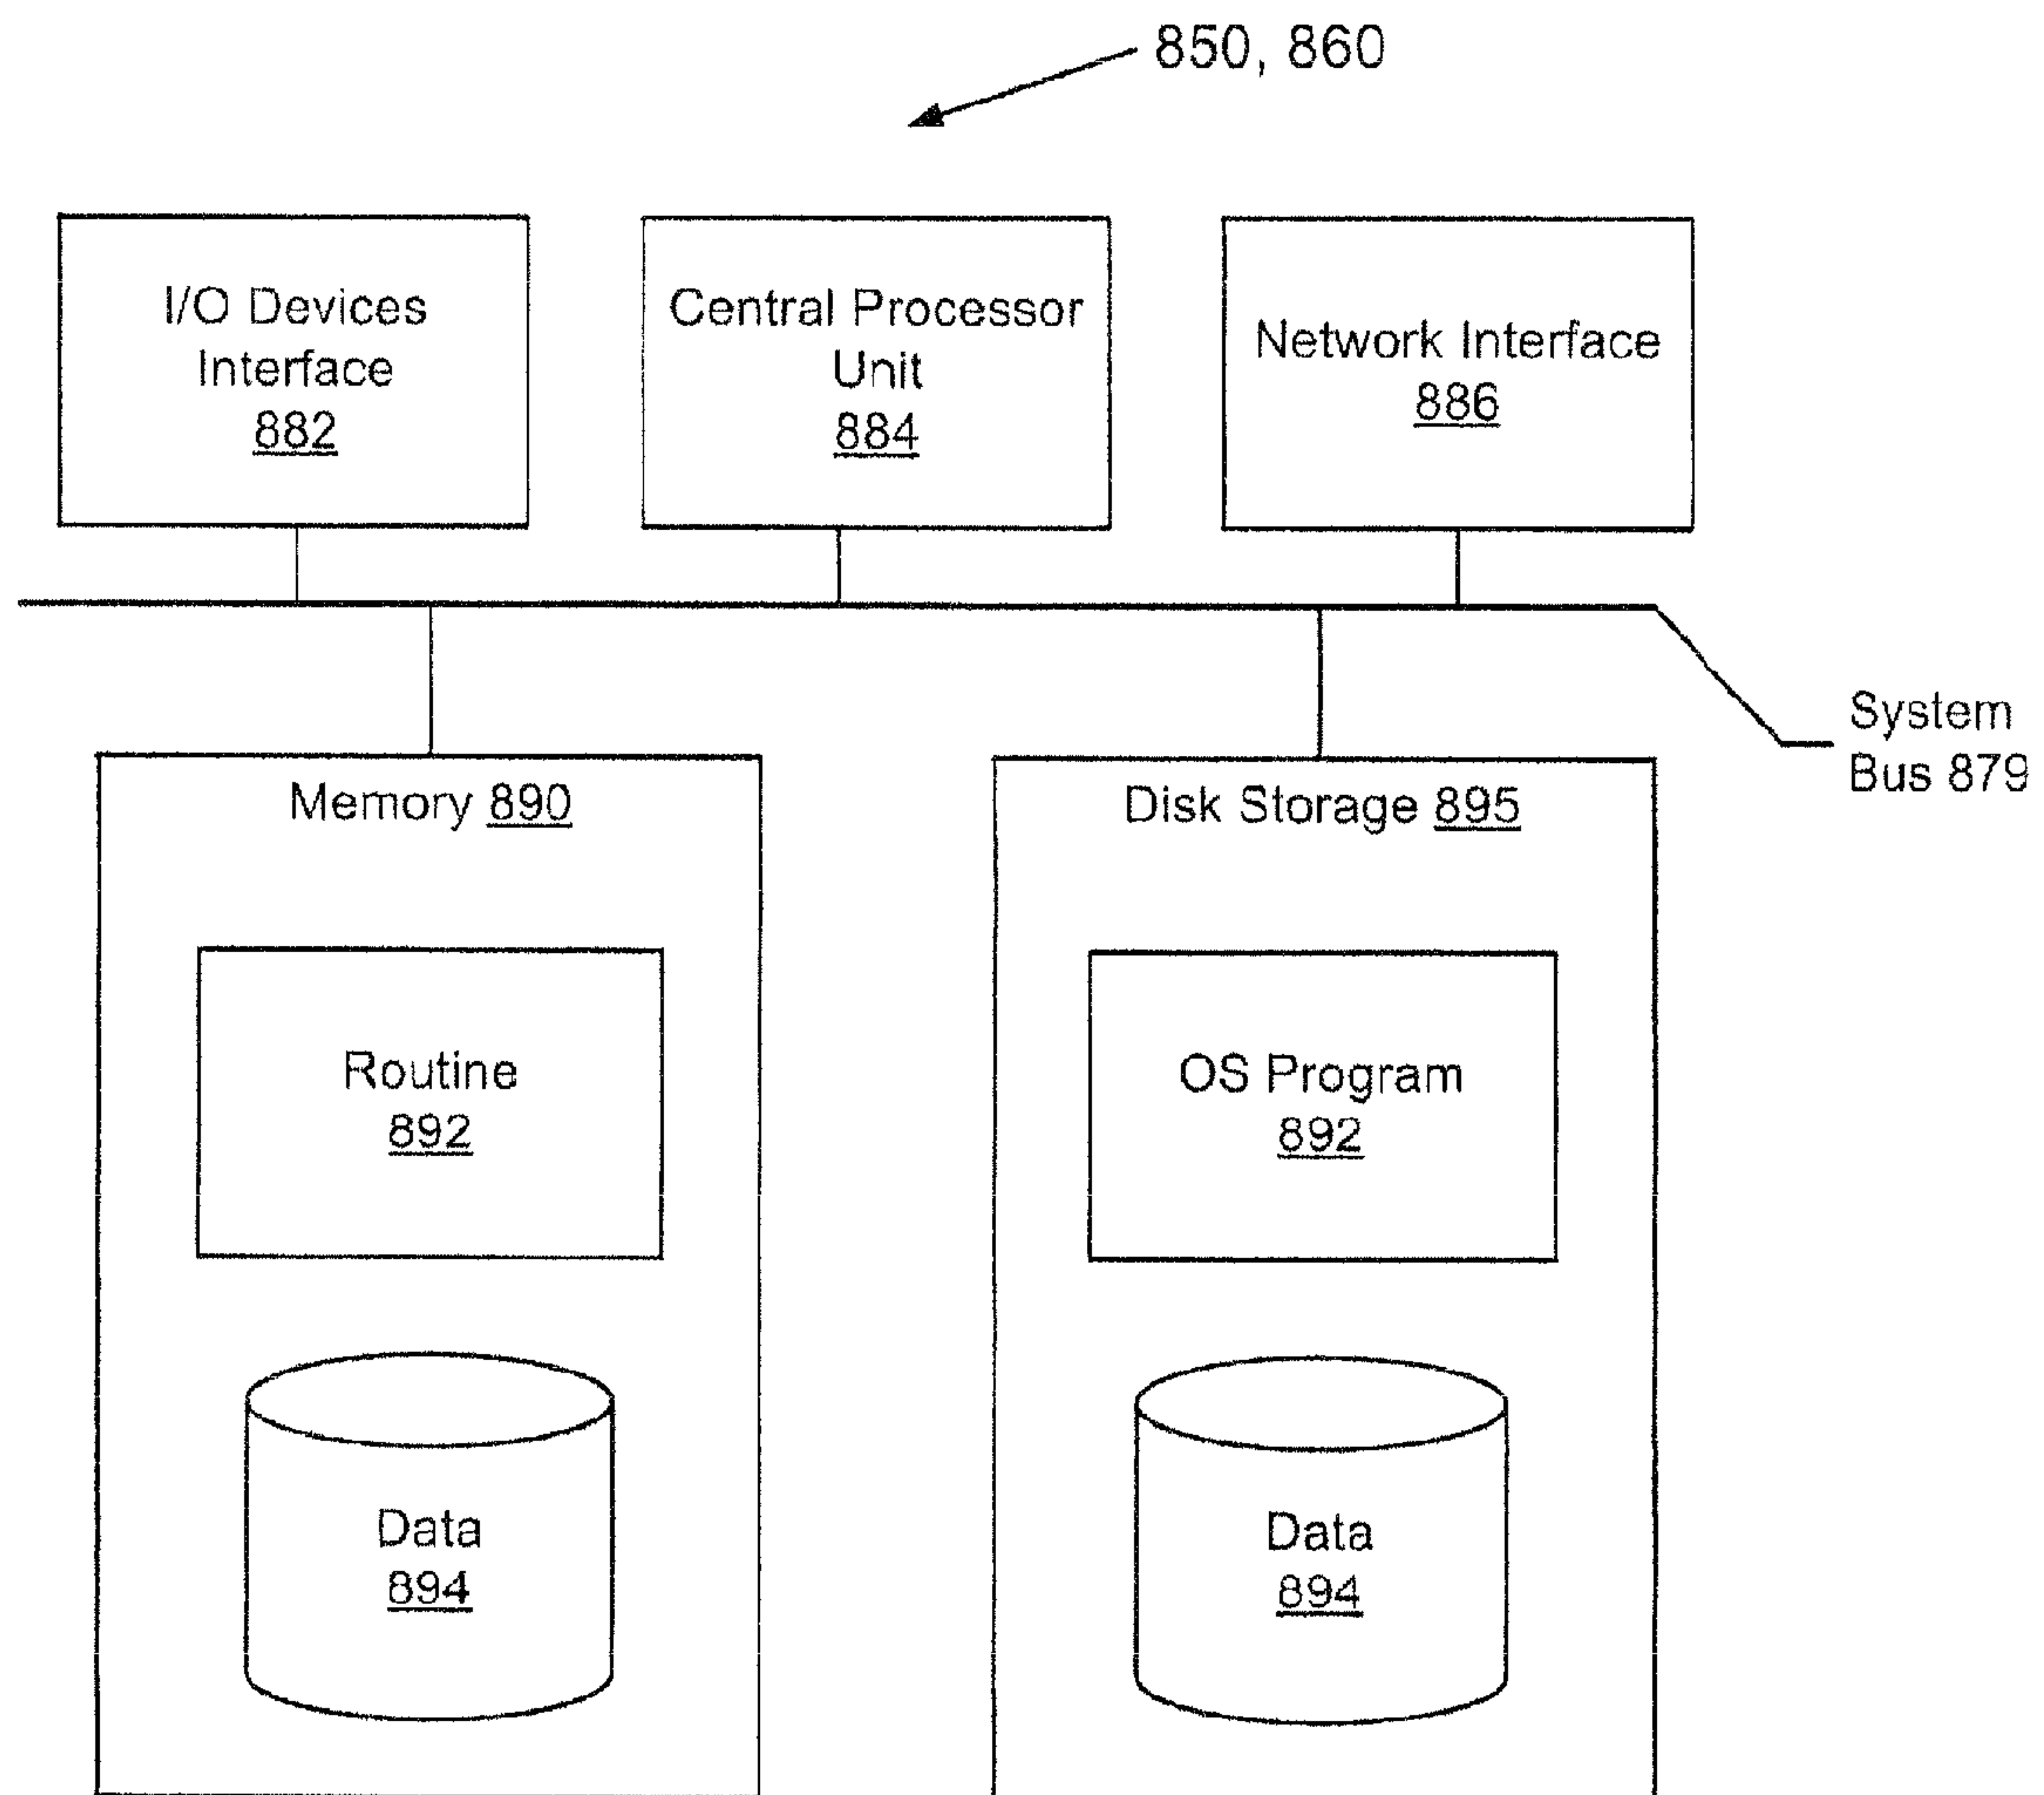 850, 860
I/O Devices
Interface
882
Central Processor
Unit
884
Network Interface
886
System
Bus 879
Memory 890
Routine
892
Data
894
Disk Storage 895
OS Program
892
Data
894